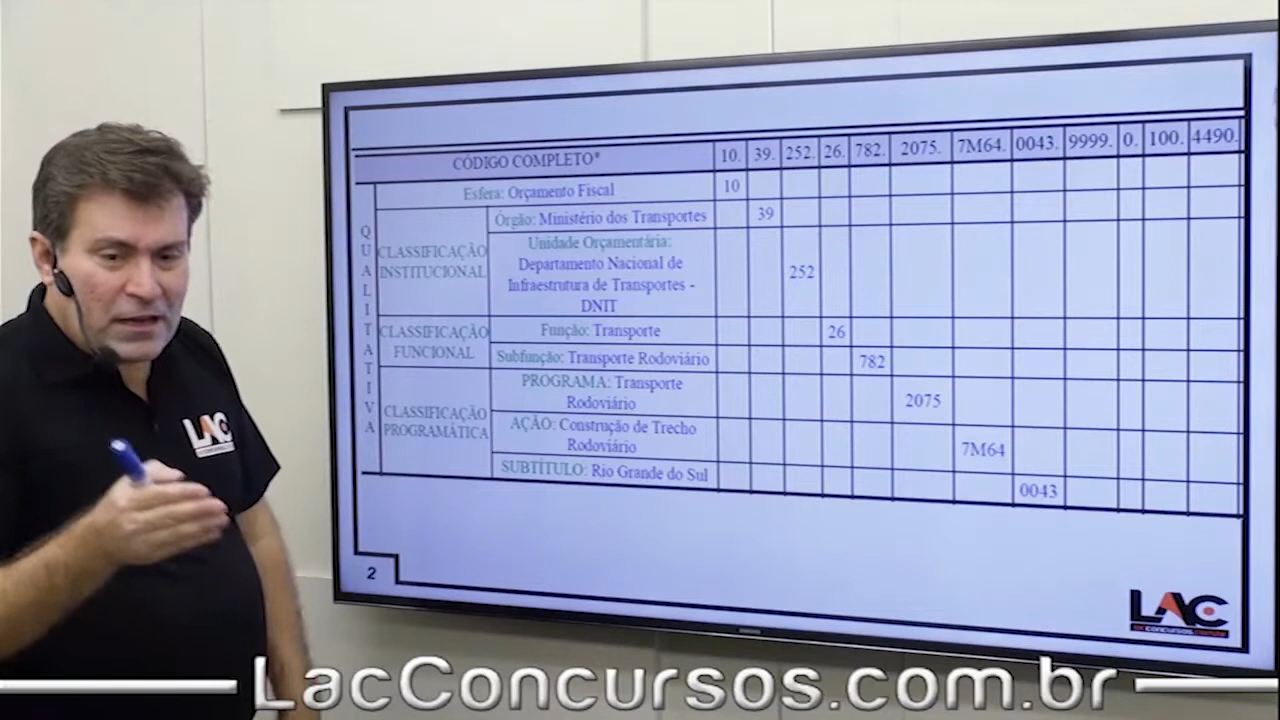 CÓDIGO COMPLETO* 10. 39. 252. 26. 782. 2075. 7M64. 0043. 9999. 0. 100. 4490.
QUALITATIVA
Esfera: Orçamento Fiscal 10
CLASSIFICAÇÃO
INSTITUCIONAL
Órgão: Ministério dos Transportes 39
Unidade Orçamentária:
Departamento Nacional de
Infraestrutura de Transportes -
DNIT
252
CLASSIFICAÇÃO
FUNCIONAL
Função: Transporte 26
Subfunção: Transporte Rodoviário 782
CLASSIFICAÇÃO
PROGRAMÁTICA
PROGRAMA: Transporte
Rodoviário
2075
AÇÃO: Construção de Trecho
Rodoviário
7M64
SUBTÍTULO: Rio Grande do Sul 0043
2
LAC
LAC
LacConcursos.com.br